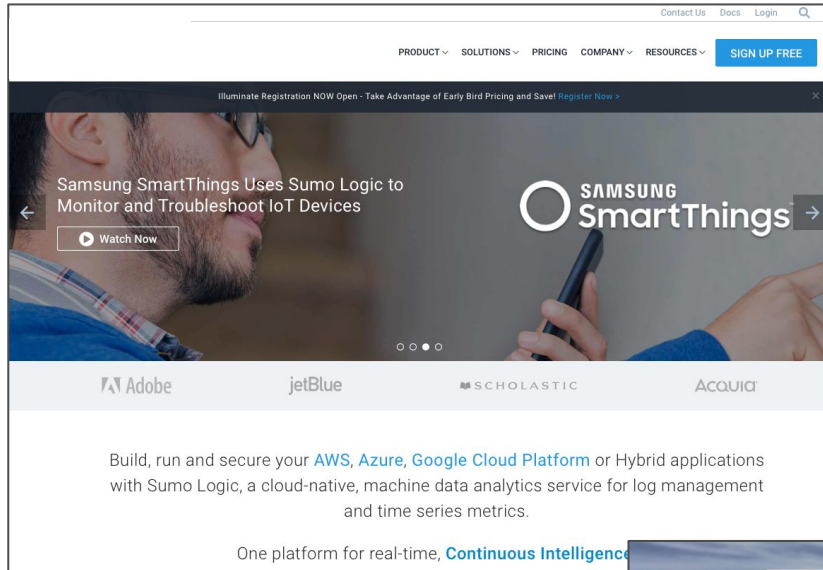 Contact Us Docs Login
PRODUCT SOLUTIONS PRICING COMPANY RESOURCES SIGN UP FREE
Illuminate Registration NOW Open - Take Advantage of Early Bird Pricing and Save! Register Now >
Samsung SmartThings Uses Sumo Logic to
Monitor and Troubleshoot IoT Devices
Watch Now
SAMSUNG
SmartThings
Adobe jetBlue SCHOLASTIC ACQUIA
Build, run and secure your AWS, Azure, Google Cloud Platform or Hybrid applications
with Sumo Logic, a cloud-native, machine data analytics service for log management
and time series metrics.
One platform for real-time, Continuous Intelligence